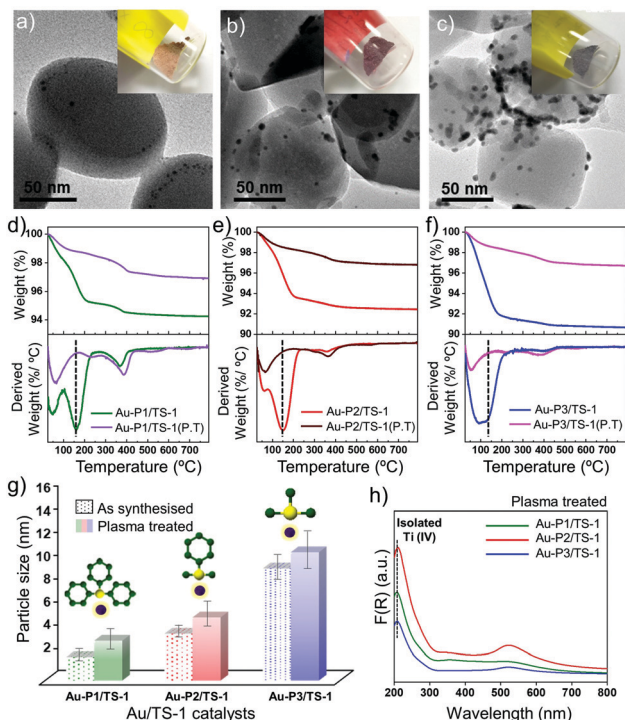 a)
b)
c)
50 nm
50 nm
50 nm
d)
e)
f)
100
98
96
94
Weight (%)
100
98
96
94
92
Weight (%)
100
98
96
94
92
90
Weight (%)
Derived
Weight (%/ °C)
Au-P1/TS-1
Au-P1/TS-1(P.T)
100 200 300 400 500 600 700
Temperature (°C)
Derived
Weight (%/ °C)
Au-P2/TS-1
Au-P2/TS-1(P.T)
100 200 300 400 500 600 700
Temperature (°C)
Derived
Weight (%/ °C)
Au-P3/TS-1
Au-P3/TS-1(P.T)
100 200 300 400 500 600 700
Temperature (°C)
g)
16
14
12
10
8
6
4
2
Particle size (nm)
As synthesised
Plasma treated
Au-P1/TS-1 Au-P2/TS-1 Au-P3/TS-1
Au/TS-1 catalysts
h)
Plasma treated
Isolated
Ti (IV)
Au-P1/TS-1
Au-P2/TS-1
Au-P3/TS-1
F(R) (a.u.)
200 300 400 500 600 700 800
Wavelength (nm)